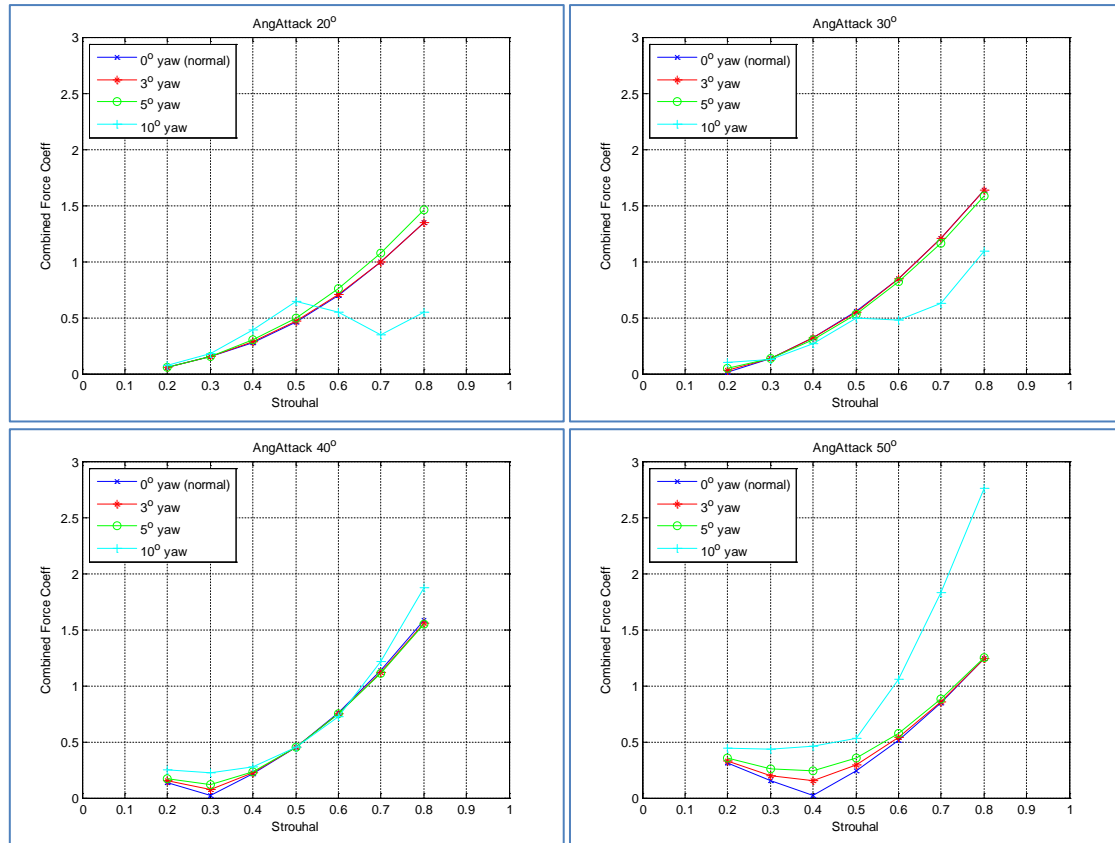 AngAttack 20°
Combined Force Coeff
3
2.5
2
1.5
1
0.5
0
0° yaw (normal)
3° yaw
5° yaw
10° yaw
0 0.1 0.2 0.3 0.4 0.5 0.6 0.7 0.8 0.9 1
Strouhal
AngAttack 30°
Combined Force Coeff
3
2.5
2
1.5
1
0.5
0
0° yaw (normal)
3° yaw
5° yaw
10° yaw
0 0.1 0.2 0.3 0.4 0.5 0.6 0.7 0.8 0.9 1
Strouhal
AngAttack 40°
Combined Force Coeff
3
2.5
2
1.5
1
0.5
0
0° yaw (normal)
3° yaw
5° yaw
10° yaw
0 0.1 0.2 0.3 0.4 0.5 0.6 0.7 0.8 0.9 1
Strouhal
AngAttack 50°
Combined Force Coeff
3
2.5
2
1.5
1
0.5
0
0° yaw (normal)
3° yaw
5° yaw
10° yaw
0 0.1 0.2 0.3 0.4 0.5 0.6 0.7 0.8 0.9 1
Strouhal